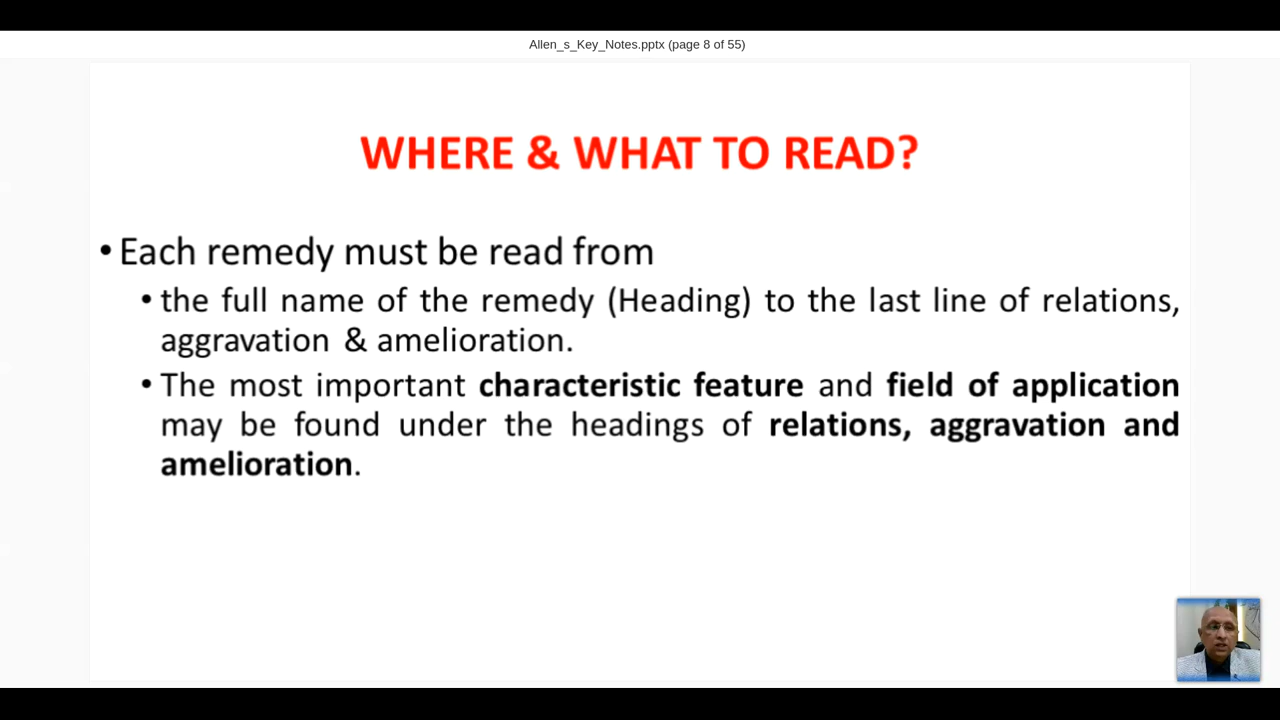 Allen_s_Key_Notes.pptx (page 8 of 55)
WHERE & WHAT TO READ?
• Each remedy must be read from
• the full name of the remedy (Heading) to the last line of relations,
aggravation & amelioration.
• The most important characteristic feature and field of application
may be found under the headings of relations, aggravation and
amelioration.